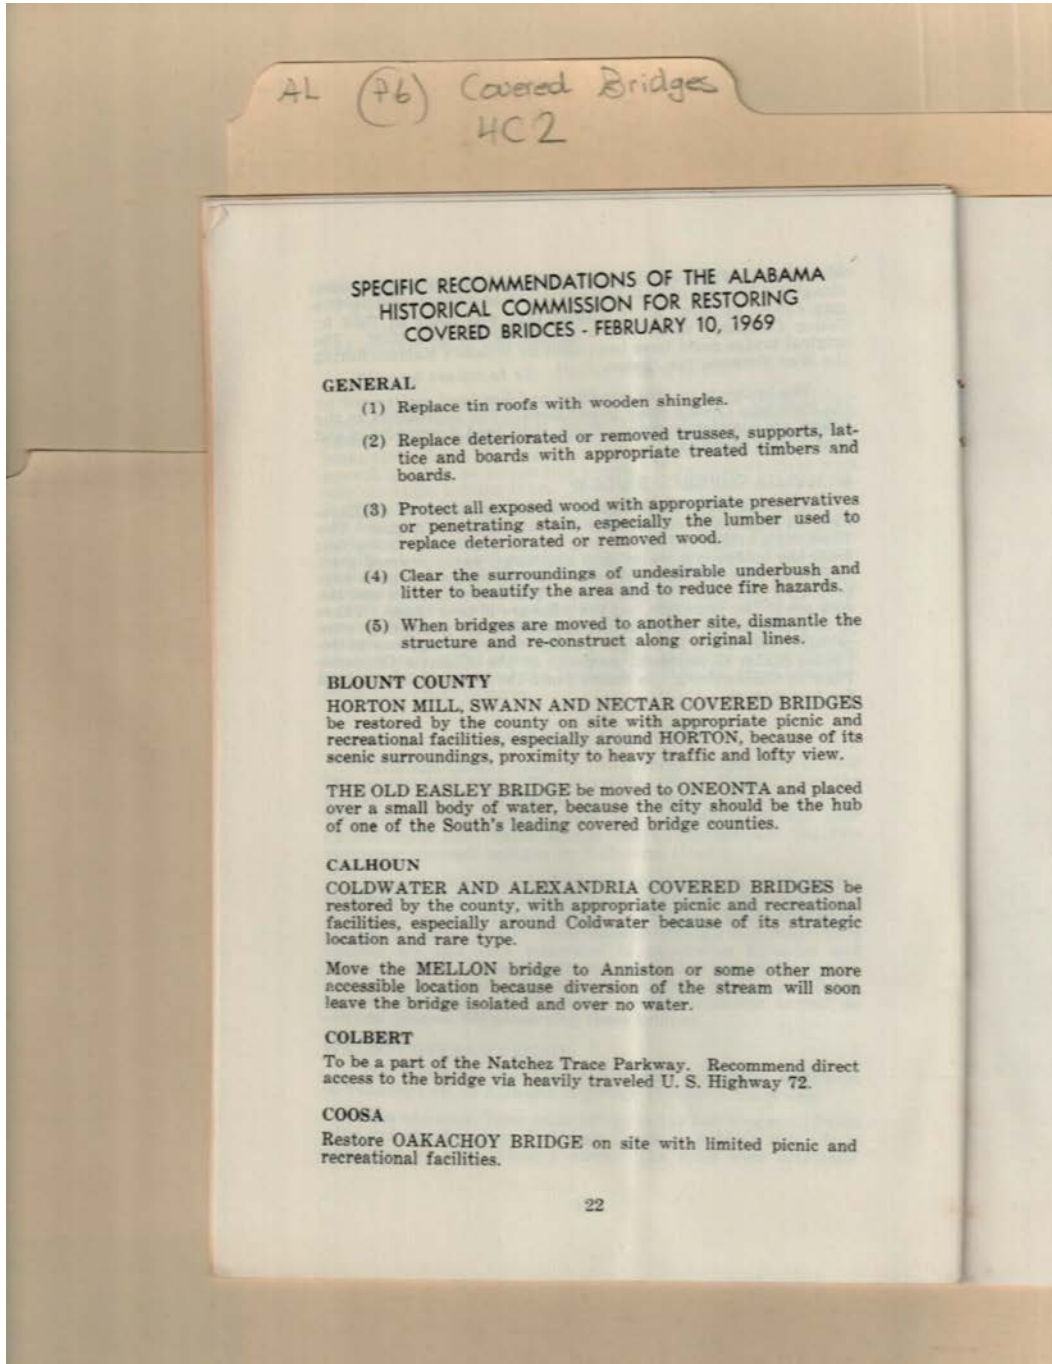 AL (P6) Covered Bridges
4C2
SPECIFIC RECOMMENDATIONS OF THE ALABAMA
HISTORICAL COMMISSION FOR RESTORING
COVERED BRIDCES - FEBRUARY 10, 1969
GENERAL
(1) Replace tin roofs with wooden shingles.
(2) Replace deteriorated or removed trusses, supports, lat-
tice and boards with appropriate treated timbers and
boards.
(3) Protect all exposed wood with appropriate preservatives
or penetrating stain, especially the lumber used to
replace deteriorated or removed wood.
(4) Clear the surroundings of undesirable underbush and
litter to beautify the area and to reduce fire hazards.
(5) When bridges are moved to another site, dismantle the
structure and re-construct along original lines.
BLOUNT COUNTY
HORTON MILL, SWANN AND NECTAR COVERED BRIDGES
be restored by the county on site with appropriate picnic and
recreational facilities, especially around HORTON, because of its
scenic surroundings, proximity to heavy traffic and lofty view.
THE OLD EASLEY BRIDGE be moved to ONEONTA and placed
over a small body of water, because the city should be the hub
of one of the South's leading covered bridge counties.
CALHOUN
COLDWATER AND ALEXANDRIA COVERED BRIDGES be
restored by the county, with appropriate picnic and recreational
facilities, especially around Coldwater because of its strategic
location and rare type.
Move the MELLON bridge to Anniston or some other more
accessible location because diversion of the stream will soon
leave the bridge isolated and over no water.
COLBERT
To be a part of the Natchez Trace Parkway. Recommend direct
access to the bridge via heavily traveled U. S. Highway 72.
COOSA
Restore OAKACHOY BRIDGE on site with limited picnic and
recreational facilities.
22